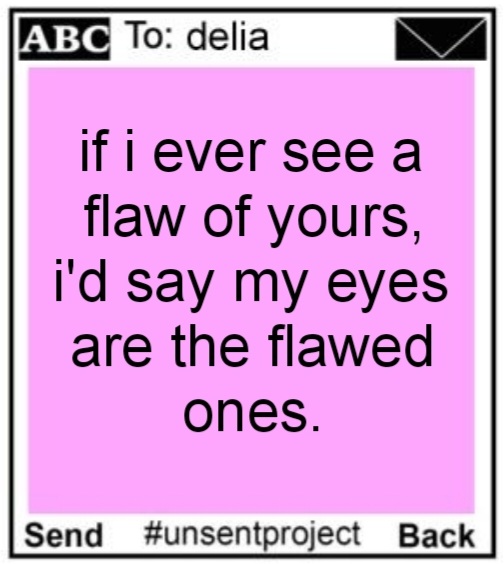 ABC To: delia
if i ever see a
flaw of yours,
i'd say my eyes
are the flawed
ones.
Send #unsentproject Back